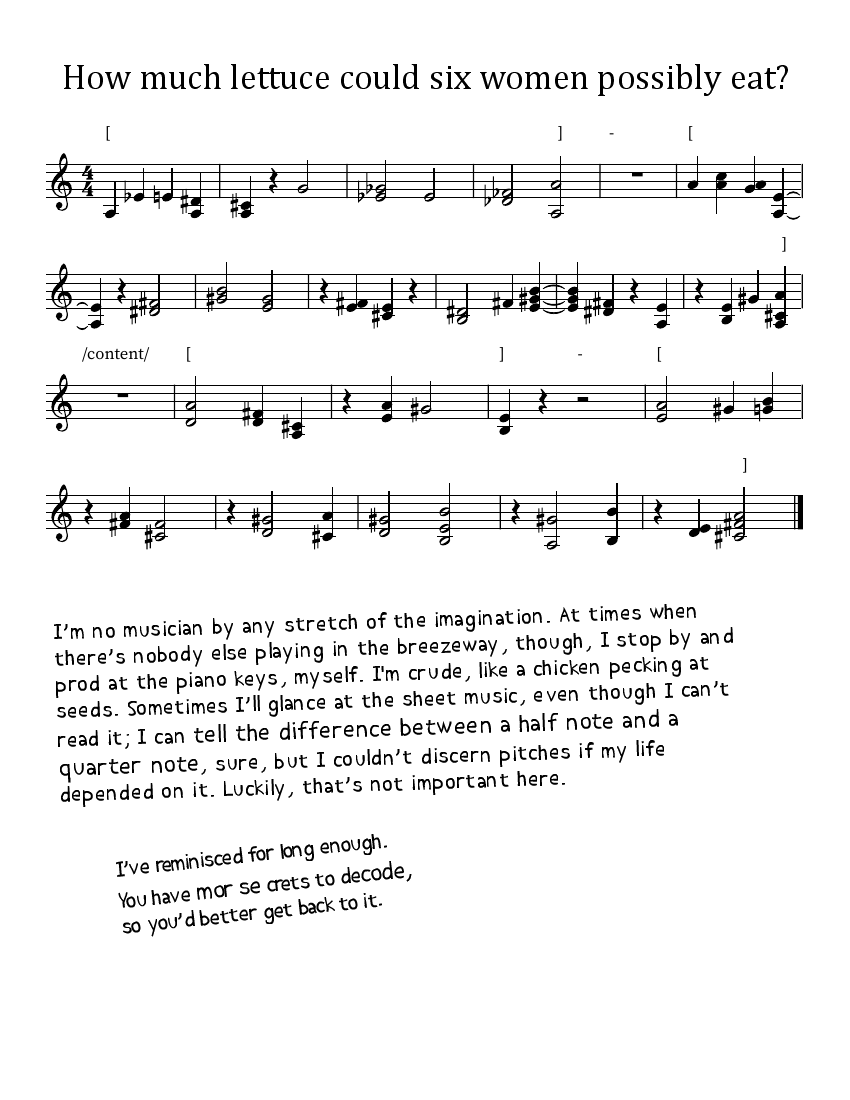 How much lettuce could six women possibly eat?
[ ] - [
4
4
]
/content/ [ ] - [
]
I'm no musician by any stretch of the imagination. At times when
there's nobody else playing in the breezeway, though, I stop by and
prod at the piano keys, myself. I'm crude, like a chicken pecking at
seeds. Sometimes I'll glance at the sheet music, even though I can't
read it; I can tell the difference between a half note and a
quarter note, sure, but I couldn't discern pitches if my life
depended on it. Luckily, that's not important here.
I've reminisced for long enough.
You have mor se crets to decode,
so you'd better get back to it.